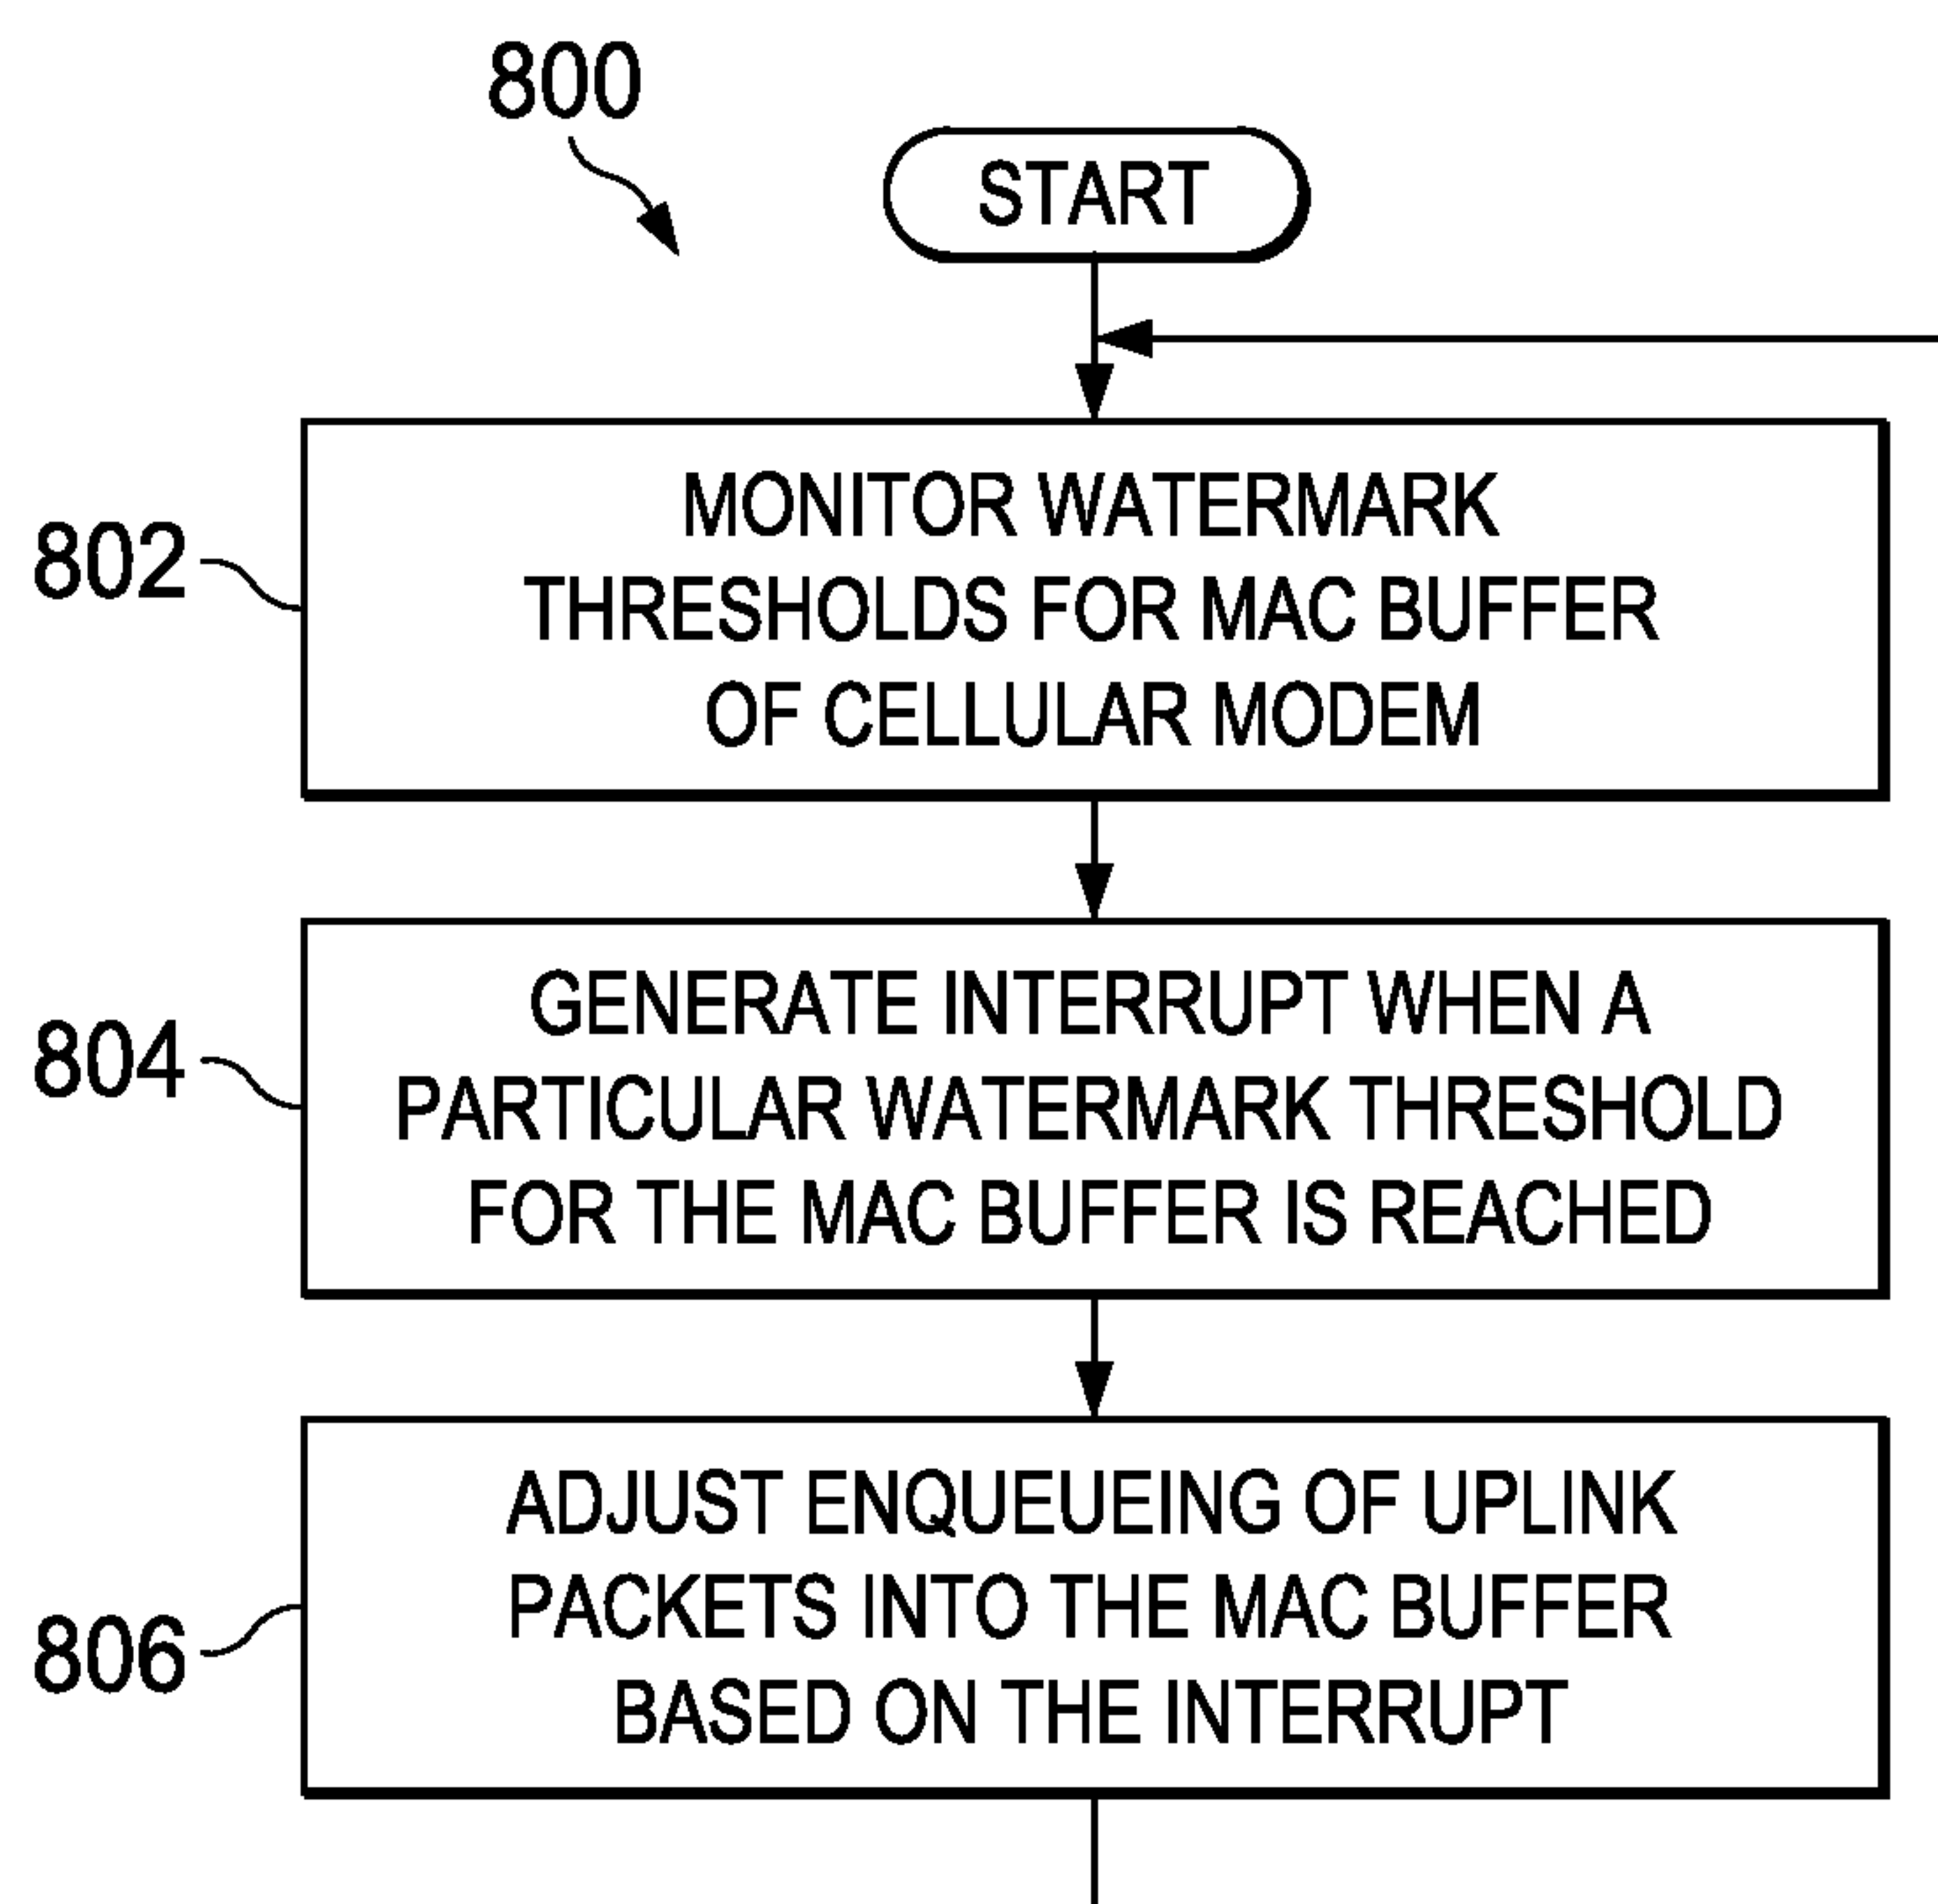 800
START
802
MONITOR WATERMARK
THRESHOLDS FOR MAC BUFFER
OF CELLULAR MODEM
804
GENERATE INTERRUPT WHEN A
PARTICULAR WATERMARK THRESHOLD
FOR THE MAC BUFFER IS REACHED
806
ADJUST ENQUEUEING OF UPLINK
PACKETS INTO THE MAC BUFFER
BASED ON THE INTERRUPT